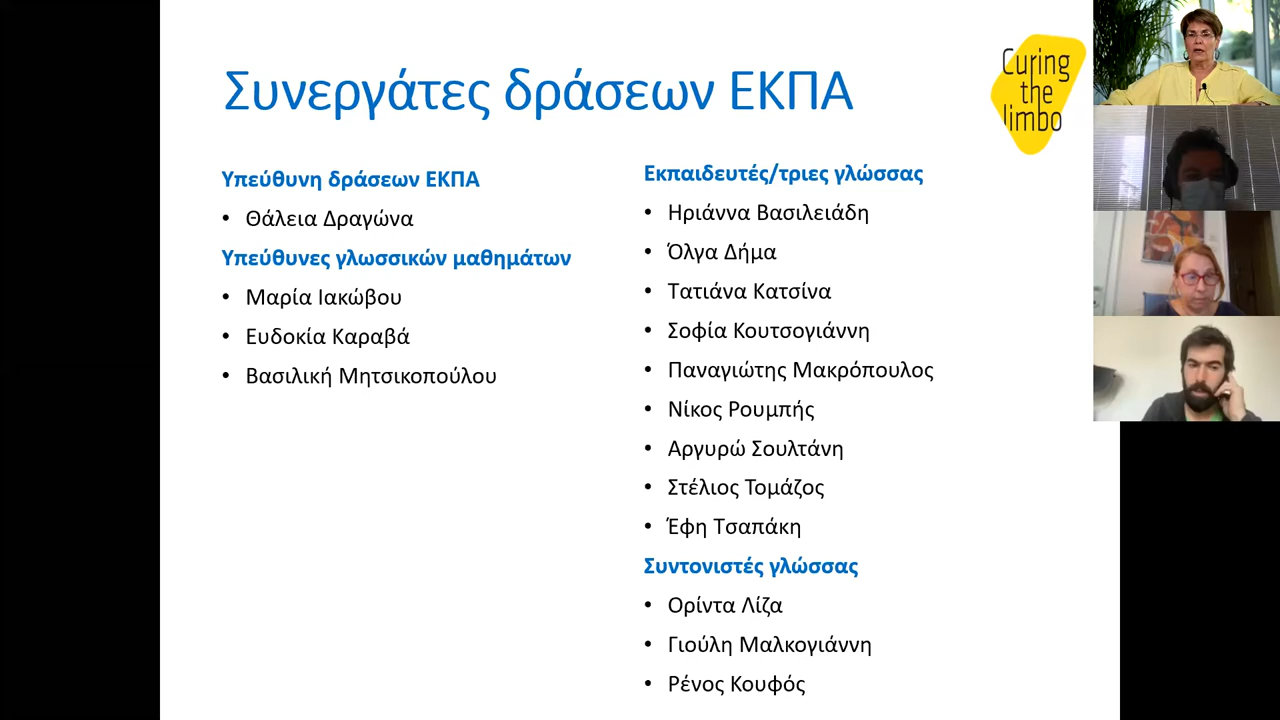 Συνεργάτες δράσεων ΕΚΠΑ
Curing
the
limbo
Υπεύθυνη δράσεων ΕΚΠΑ
• Θάλεια Δραγώνα
Υπεύθυνες γλωσσικών μαθημάτων
• Μαρία Ιακώβου
• Ευδοκία Καραβά
• Βασιλική Μητσικοπούλου
Εκπαιδευτές/τριες γλώσσας
• Ηριάννα Βασιλειάδη
• Όλγα Δήμα
• Τατιάνα Κατσίνα
• Σοφία Κουτσογιάννη
• Παναγιώτης Μακρόπουλος
• Νίκος Ρουμπής
• Αργυρώ Σουλτάνη
• Στέλιος Τομάζος
• Έφη Τσαπάκη
Συντονιστές γλώσσας
• Ορίντα Λίζα
• Γιούλη Μαλκογιάννη
• Ρένος Κουφός